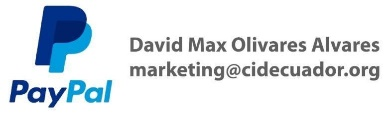 David Max Olivares Alvares
marketing@cidecuador.org
PayPal